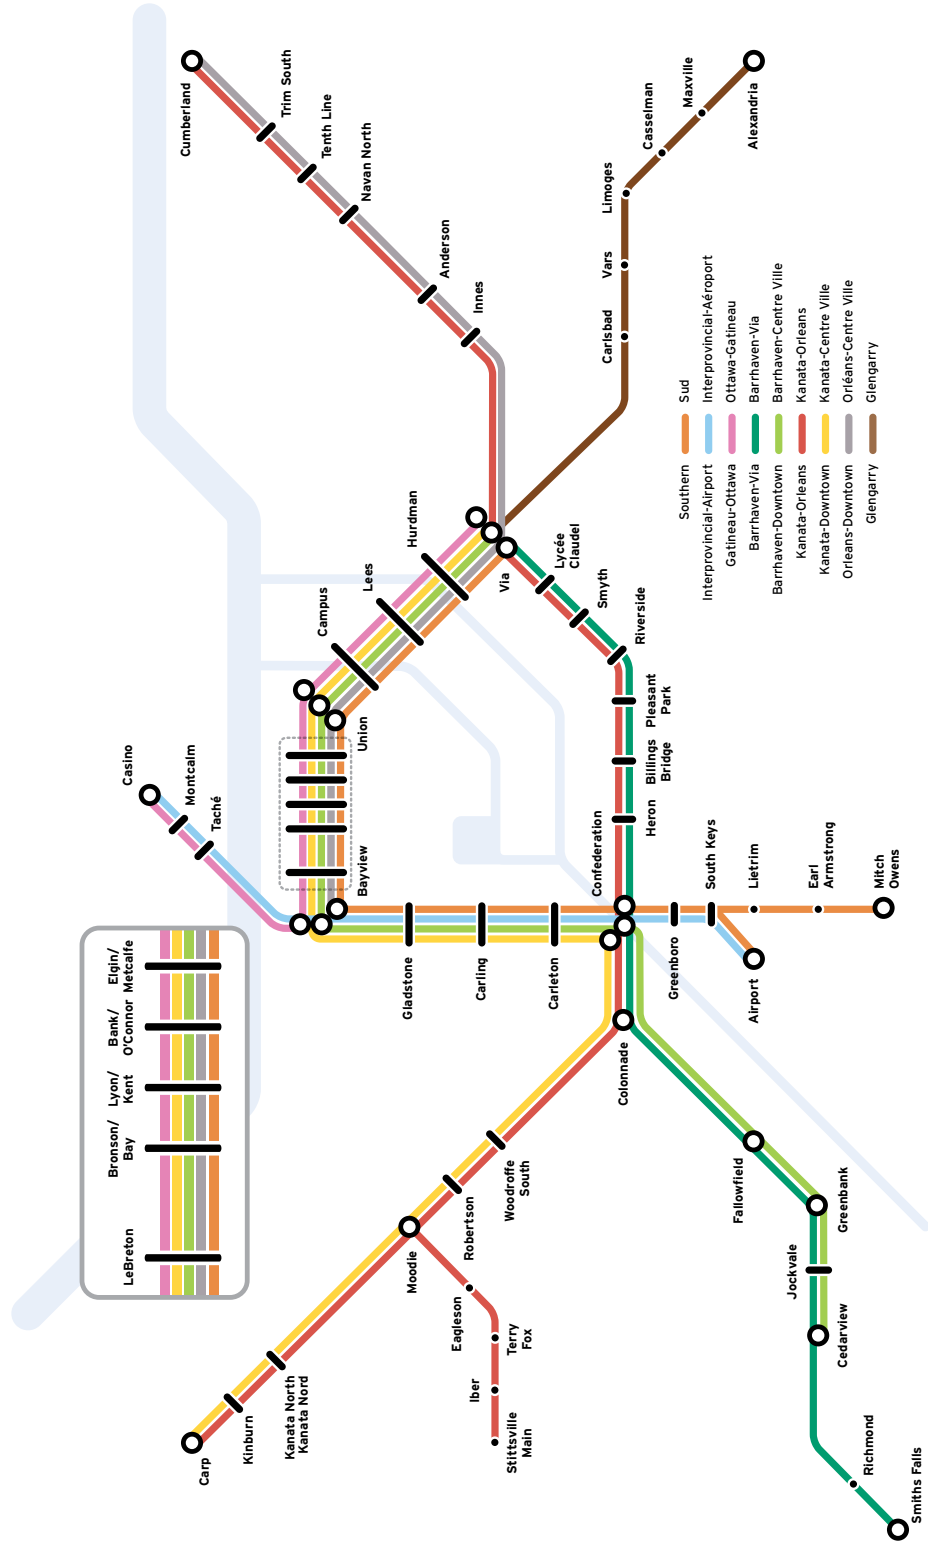 Cumberland
Trim South
Tenth Line
Navan North
Anderson
Innes
Casselman
Maxville
Alexandria
Limoges
Vars
Carlsbad
Hurdman
Lees
Campus
Via
Lycée
Claudel
Smyth
Riverside
Pleasant
Park
Billings
Bridge
Heron
Confederation
Union
Bayview
Casino
Montcalm
Taché
Elgin/
Metcalfe
Bank/
O'Connor
Lyon/
Kent
Bronson/
Bay
LeBreton
Gladstone
Carling
Carleton
Greenboro
South Keys
Lietrim
Earl
Armstrong
Mitch
Owens
Airport
Colonnade
Woodroffe
South
Robertson
Moodie
Eagleson
Terry
Fox
Iber
Stittsville
Main
Kanata North
Kanata Nord
Kinburn
Carp
Fallowfield
Greenbank
Jockvale
Cedarview
Richmond
Smiths Falls
Southern Sud
Interprovincial-Airport Interprovincial-Aéroport
Gatineau-Ottawa Ottawa-Gatineau
Barrhaven-Via Barrhaven-Via
Barrhaven-Downtown Barrhaven-Centre Ville
Kanata-Orleans Kanata-Orleans
Kanata-Downtown Kanata-Centre Ville
Orleans-Downtown Orléans-Centre Ville
Glengarry Glengarry